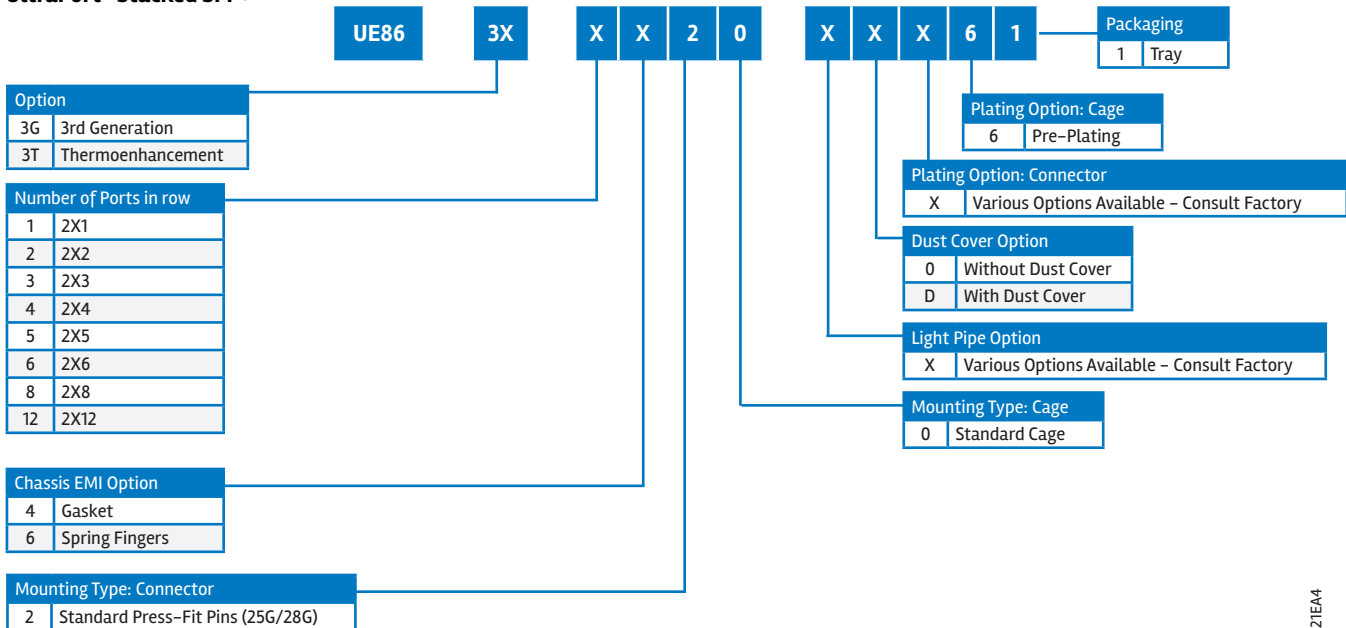 UE86 3X X X 2 0 X X X 6 1
Packaging
1 Tray
Option
3G 3rd Generation
3T Thermoenhancement
Plating Option: Cage
6 Pre-Plating
Plating Option: Connector
X Various Options Available - Consult Factory
Number of Ports in row
1 2X1
2 2X2
3 2X3
4 2X4
5 2X5
6 2X6
8 2X8
12 2X12
Dust Cover Option
0 Without Dust Cover
D With Dust Cover
Light Pipe Option
X Various Options Available - Consult Factory
Mounting Type: Cage
0 Standard Cage
Chassis EMI Option
4 Gasket
6 Spring Fingers
Mounting Type: Connector
2 Standard Press-Fit Pins (25G/28G)
21EA4